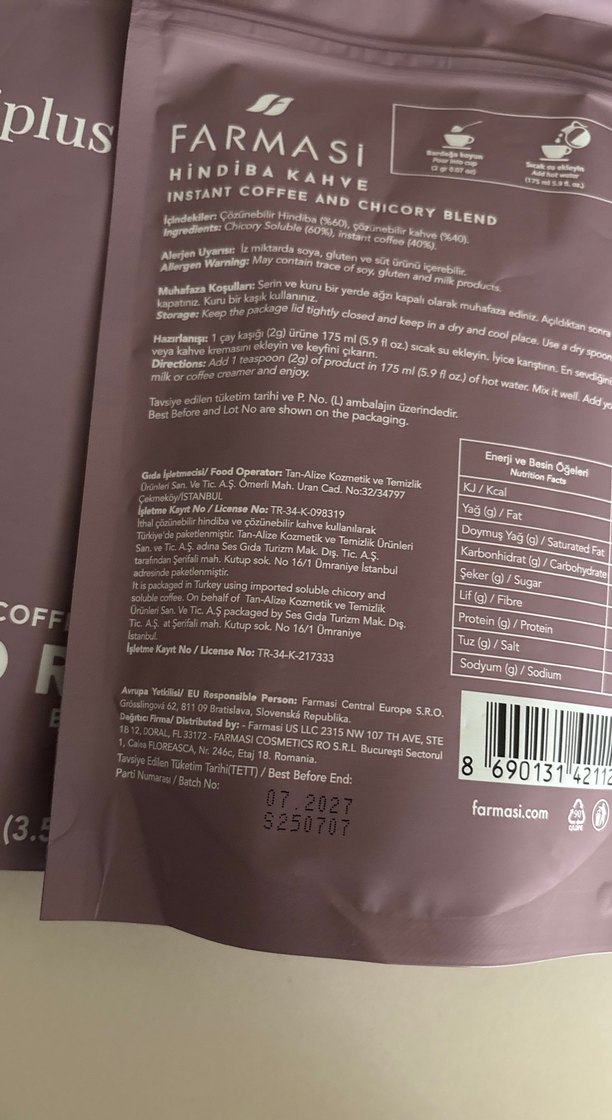 plus
FARMASi
HİNDİBA KAHVE
INSTANT COFFEE AND CHICORY BLEND
Bardağa koyun
Pour into cup
(2 gr 0.07 oz)
Sıcak su ekleyin
Add hot water
(175 ml 5.9 fl. oz.)
İçindekiler: Çözünebilir Hindiba (%60), çözünebilir kahve (%40).
Ingredients: Chicory Soluble (60%), instant coffee (40%).
Alerjen Uyarısı: İz miktarda soya, gluten ve süt ürünü içerebilir.
Allergen Warning: May contain trace of soy, gluten and milk products.
Muhafaza Koşulları: Serin ve kuru bir yerde ağzı kapalı olarak muhafaza ediniz. Açıldıktan sonra
kapatınız. Kuru bir kaşık kullanınız.
Storage: Keep the package lid tightly closed and keep in a dry and cool place. Use a dry spoon
Hazırlanışı: 1 çay kaşığı (2g) ürüne 175 ml (5.9 fl oz.) sıcak su ekleyin. İyice karıştırın. En sevdiğin
veya kahve kremasını ekleyin ve keyfini çıkarın.
Directions: Add 1 teaspoon (2g) of product in 175 ml (5.9 fl oz.) of hot water. Mix it well. Add yo
milk or coffee creamer and enjoy.
Tavsiye edilen tüketim tarihi ve P. No. (L) ambalajın üzerindedir.
Best Before and Lot No are shown on the packaging.
Gıda İşletmecisi/ Food Operator: Tan-Alize Kozmetik ve Temizlik
Ürünleri San. Ve Tic. A.Ş. Ömerli Mah. Uran Cad. No:32/34797
Çekmeköy/İSTANBUL
İşletme Kayıt No / License No: TR-34-K-098319
İthal çözünebilir hindiba ve çözünebilir kahve kullanılarak
Türkiye'de paketlenmiştir. Tan-Alize Kozmetik ve Temizlik Ürünleri
San. ve Tic. A.Ş. adına Ses Gıda Turizm Mak. Dış. Tic. A.Ş.
tarafından Şerifali mah. Kutup sok. No 16/1 Ümraniye İstanbul
adresinde paketlenmiştir.
It is packaged in Turkey using imported soluble chicory and
soluble coffee. On behalf of Tan-Alize Kozmetik ve Temizlik
Ürünleri San. Ve Tic. A.Ş packaged by Ses Gıda Turizm Mak. Dış.
Tic. A.Ş. at Şerifali mah. Kutup sok. No 16/1 Ümraniye
İstanbul.
İşletme Kayıt No / License No: TR-34-K-217333
Enerji ve Besin Öğeleri
Nutrition Facts
KJ / Kcal
Yağ (g) / Fat
Doymuş Yağ (g) / Saturated Fat
Karbonhidrat (g) / Carbohydrate
Şeker (g) / Sugar
Lif (g) / Fibre
Protein (g) / Protein
Tuz (g) / Salt
Sodyum (g) / Sodium
Avrupa Yetkilisi/ EU Responsible Person: Farmasi Central Europe S.R.O.
Grösslingová 62, 811 09 Bratislava, Slovenská Republika.
Dağıtıcı Firma/ Distributed by: - Farmasi US LLC 2315 NW 107 TH AVE, STE
1B 12, DORAL, FL 33172 - FARMASI COSMETICS RO S.R.L Bucureşti Sectorul
1, Calea FLOREASCA, Nr. 246c, Etaj 18. Romania.
Tavsiye Edilen Tüketim Tarihi(TETT) / Best Before End:
Parti Numarası / Batch No:
07.2027
S250707
8 690131 42112
farmasi.com
COFF
R
(3.5